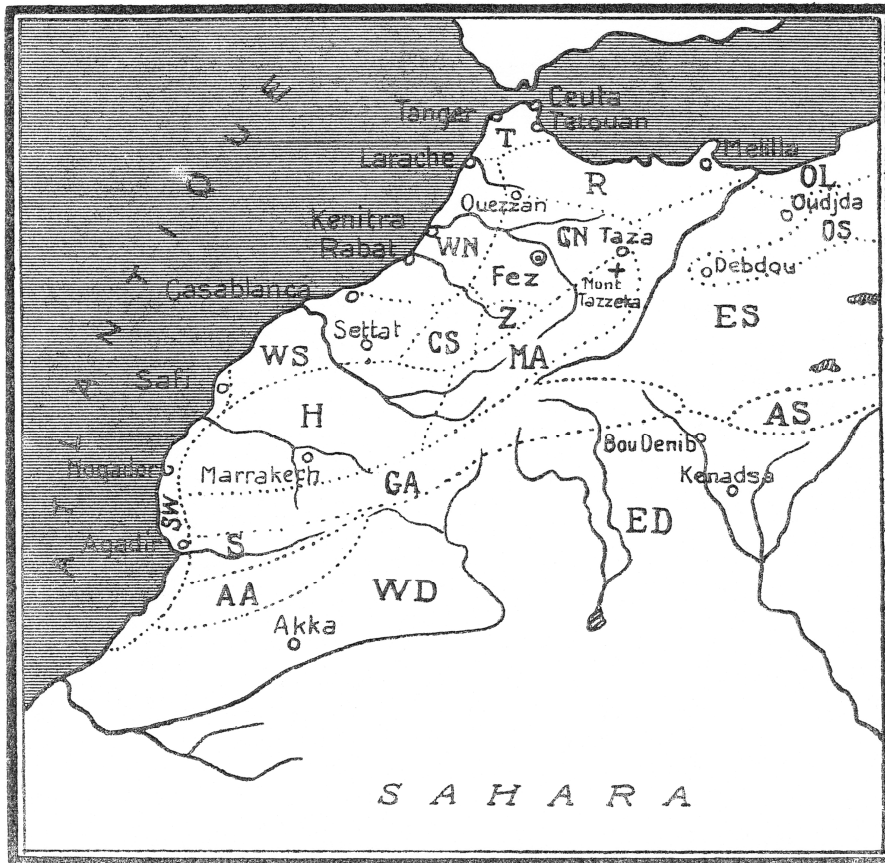 Ceuta
Tanger
Tetouan
T
Larache
Melilla
R
OL
Ouezzan
Oudjda
Kenitra
WN
CN Taza
OS
Rabat
Fez
Debdou
Mont
Tazzeka
Casablanca
Z
ES
Settat
CS
WS
MA
Safi
H
AS
Bou Denib
Mogador
Marrakech
Kenadsa
GA
SW
ED
Agadir
S
AA
WD
Akka
ATLANTIQUE
SAHARA